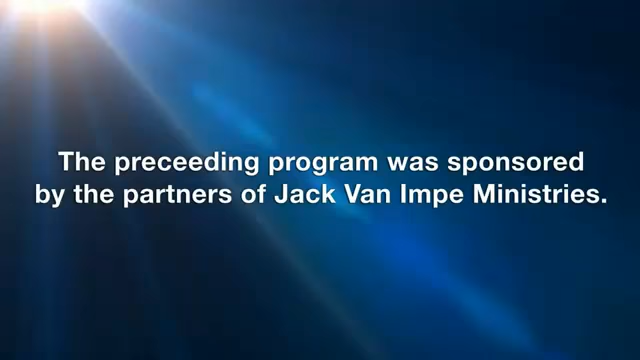 The preceeding program was sponsored
by the partners of Jack Van Impe Ministries.